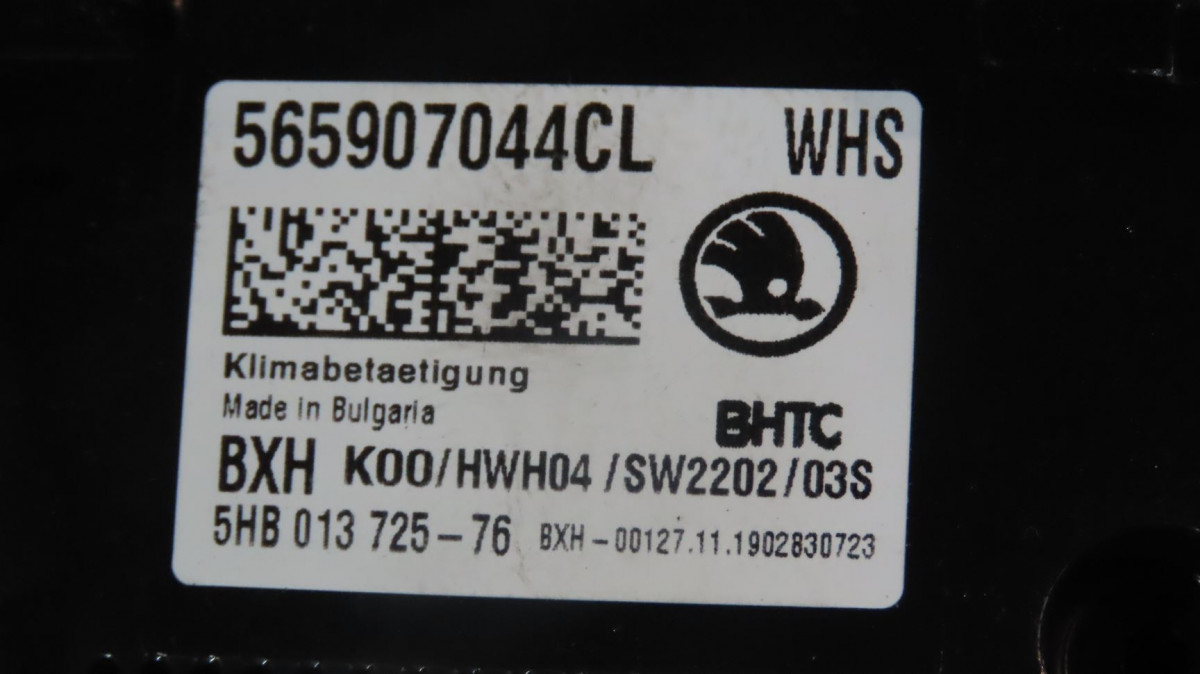 565907044CL WHS
Klimabetaetigung
Made in Bulgaria
BHTC
BXH K00/HWH04 /SW2202/03S
5HB 013 725-76 BXH-00127.11.1902830723